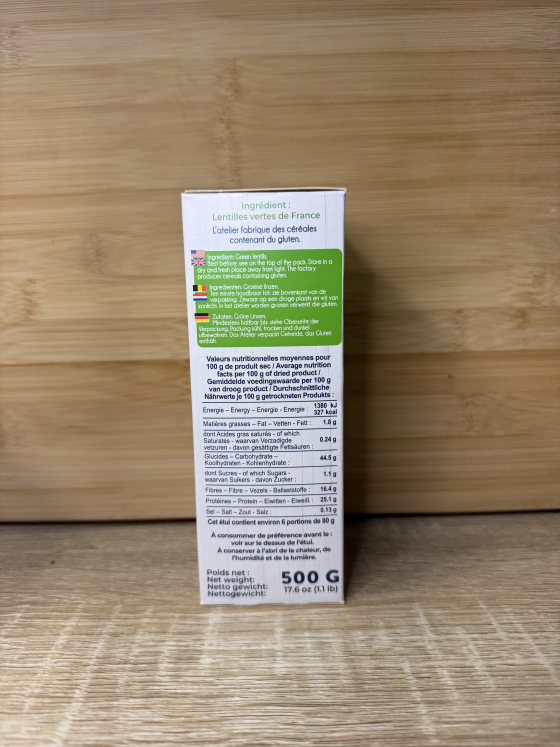 Ingrédient :
Lentilles vertes de France
L'atelier fabrique des céréales
contenant du gluten.
Ingredient: Green lentils.
Best before: see on the top of the pack. Store in a
dry and fresh place away from light. The factory
produces cereals containing gluten.
Ingredienten: Groene linzen.
Ten minste houdbaar tot: zie bovenkant van de
verpakking. Bewaar op een droge plaats en vrij van
zonlicht. In het atelier worden granen verwerkt die gluten.
Zutaten: Grüne Linsen.
Mindestens haltbar bis: siehe Oberseite der
Verpackung. Packung kühl, trocken und dunkel
aufbewahren. Das Atelier verpackt Getreide, das Gluten
enthält.
Valeurs nutritionnelles moyennes pour
100 g de produit sec / Average nutrition
facts per 100 g of dried product /
Gemiddelde voedingswaarde per 100 g
van droog product / Durchschnittliche
Nährwerte je 100 g getrockneten Produkts :
Energie – Energy - Energie - Energie : 1380 kJ
327 kcal
Matières grasses – Fat – Vetten - Fett : 1.8 g
dont Acides gras saturés - of which
Saturates - waarvan Verzadigde
vetzuren - davon gesättigte Fettsäuren : 0.24 g
Glucides – Carbohydrate –
Koolhydraten - Kohlenhydrate : 44.5 g
dont Sucres - of which Sugars -
waarvan Suikers - davon Zucker : 1.1 g
Fibres – Fibre – Vezels - Ballaststoffe : 16.4 g
Protéines – Protein – Eiwitten - Eiweiß : 25.1 g
Sel – Salt – Zout - Salz : 0.13 g
Cet étui contient environ 6 portions de 80 g
À consommer de préférence avant le :
voir sur le dessus de l'étui.
À conserver à l'abri de la chaleur, de
l'humidité et de la lumière.
Poids net :
Net weight:
Netto gewicht:
Nettogewicht:
500 G
17.6 oz (1.1 lb)